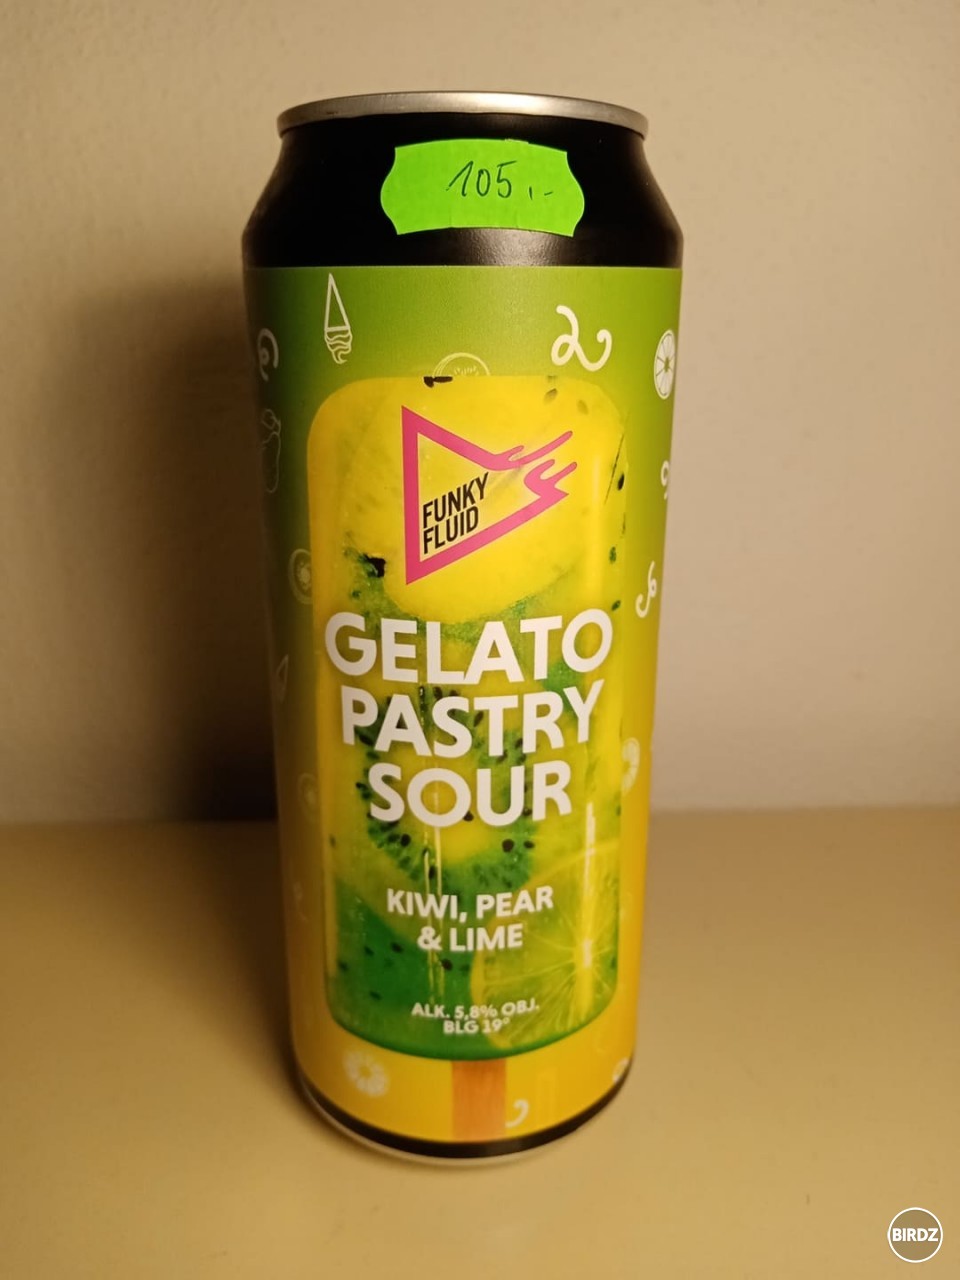 105,-
FUNKY
FLUID
GELATO
PASTRY
SOUR
KIWI, PEAR
& LIME
ALK. 5,8% OBJ.
BLG 19°
BIRDZ